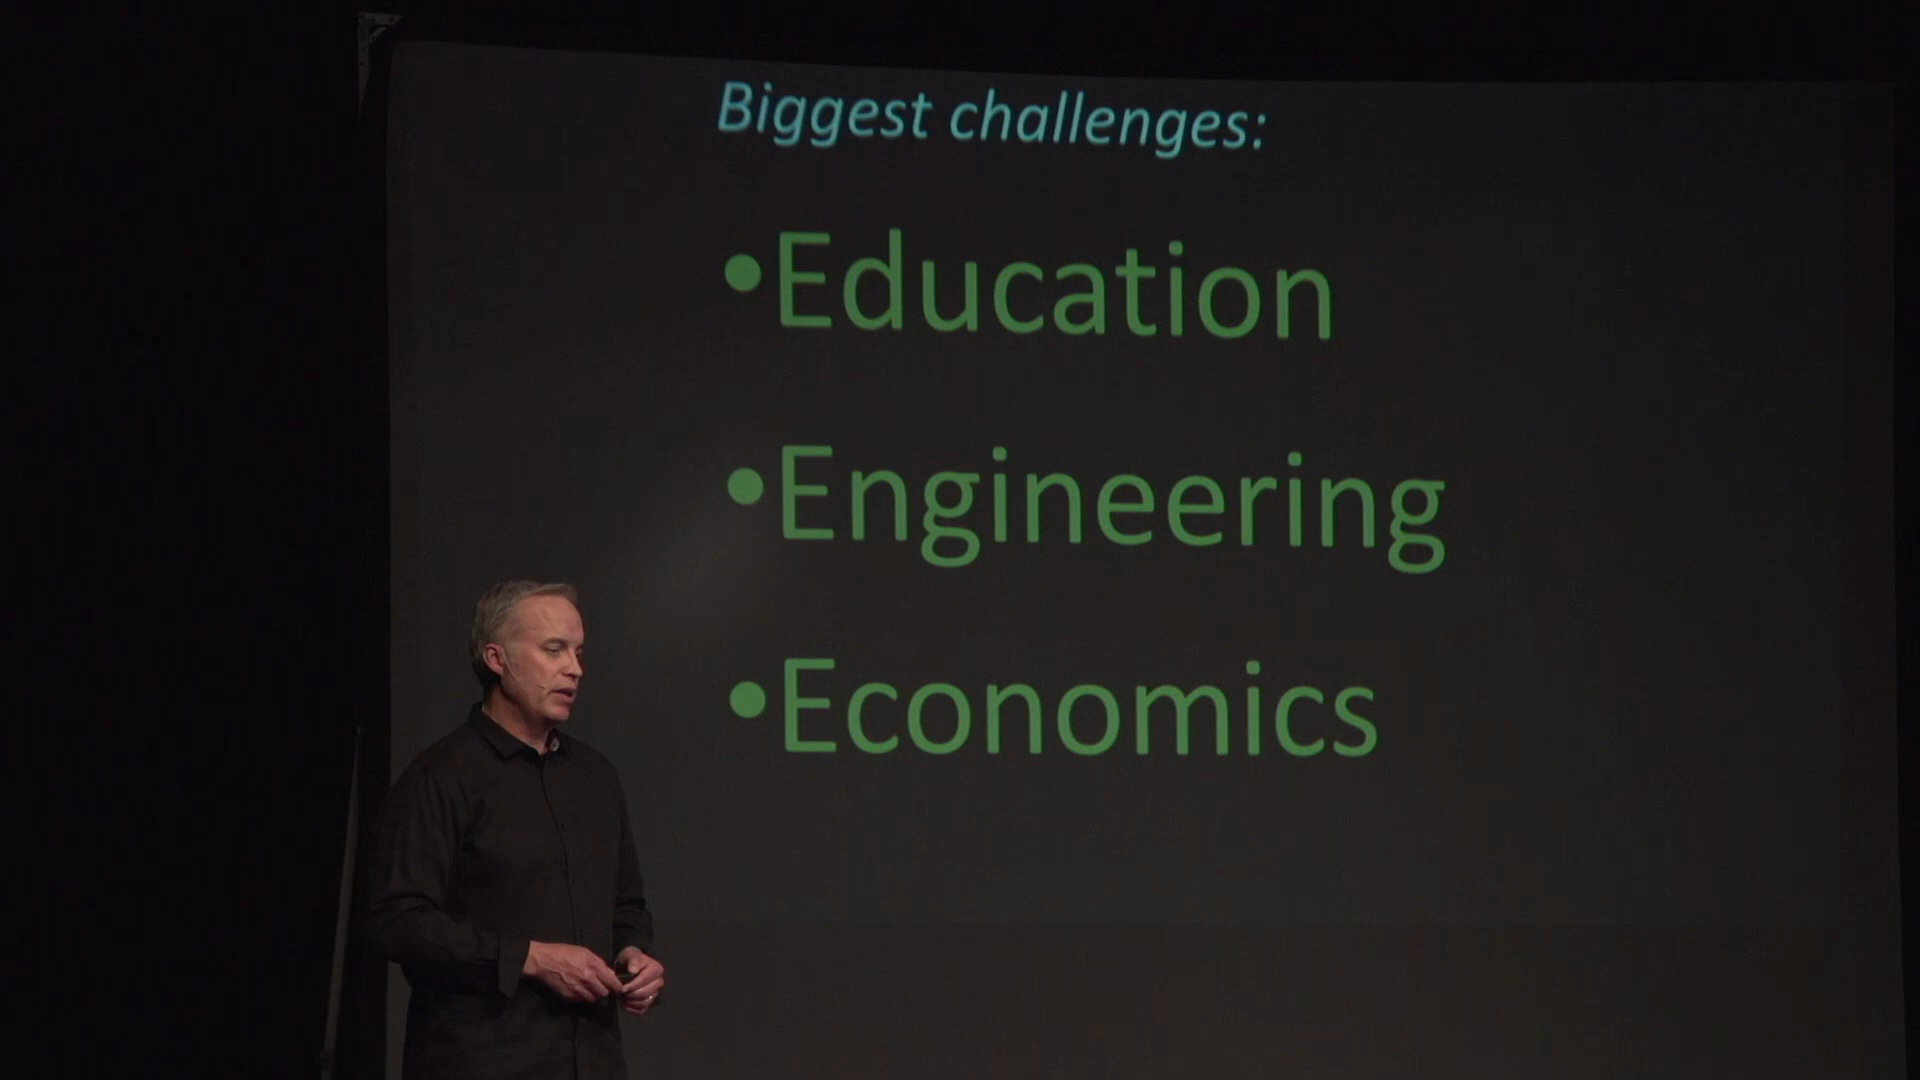 Biggest challenges:
•Education
•Engineering
•Economics